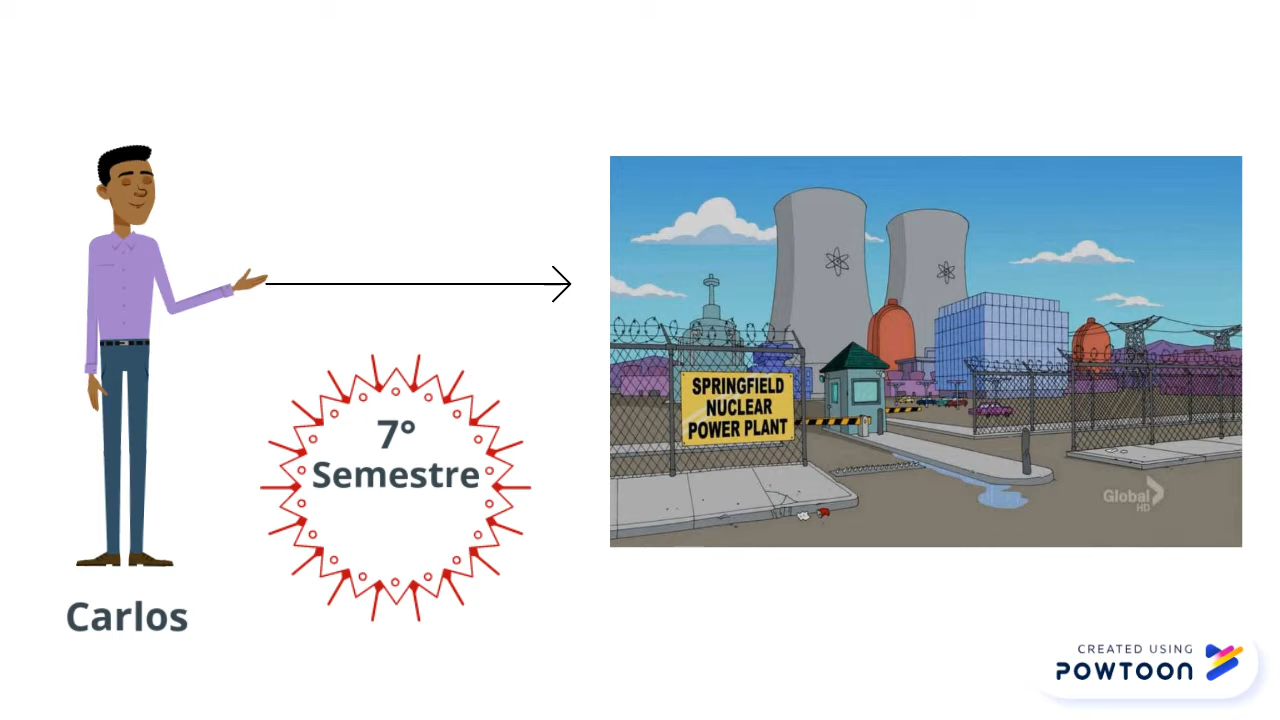 7°
Semestre
Carlos
SPRINGFIELD
NUCLEAR
POWER PLANT
Global
HD
CREATED USING
POWTOON